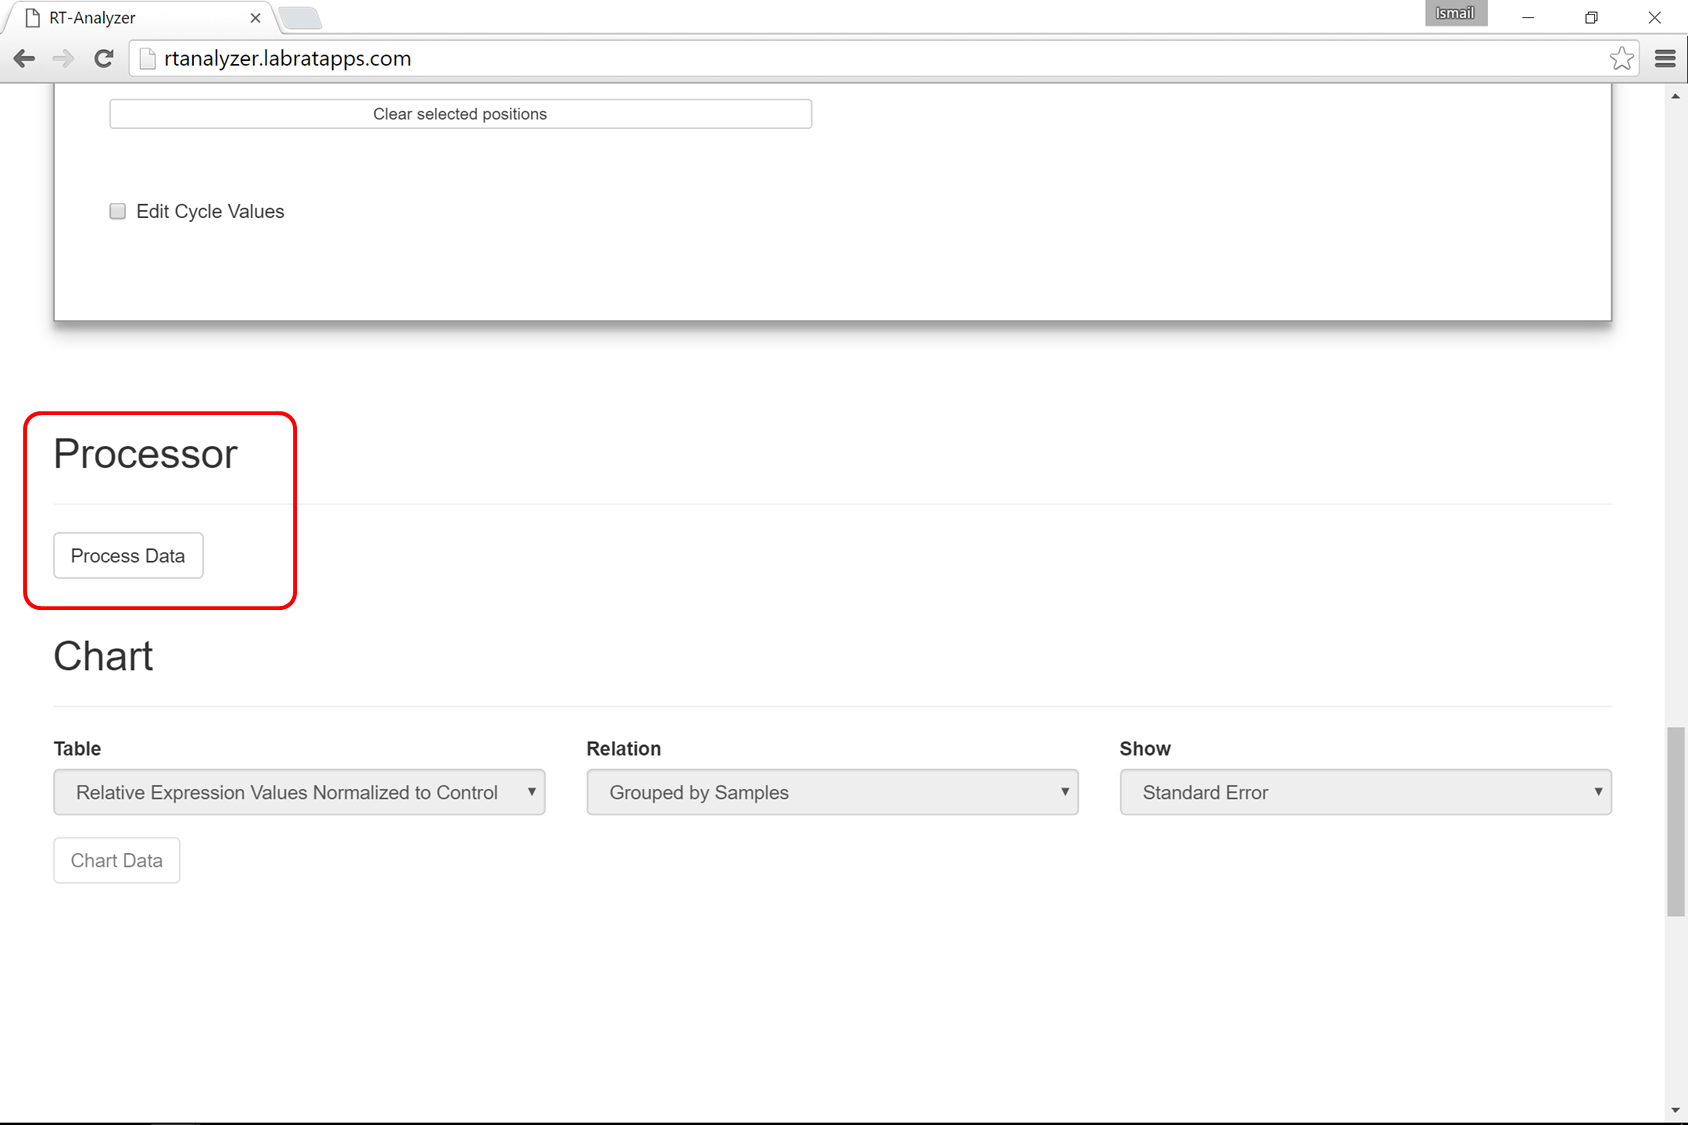 RT-Analyzer
Ismail
rtanalyzer.labratapps.com
Clear selected positions
Edit Cycle Values
Processor
Process Data
Chart
Table Relation Show
Relative Expression Values Normalized to Control Grouped by Samples Standard Error
Chart Data